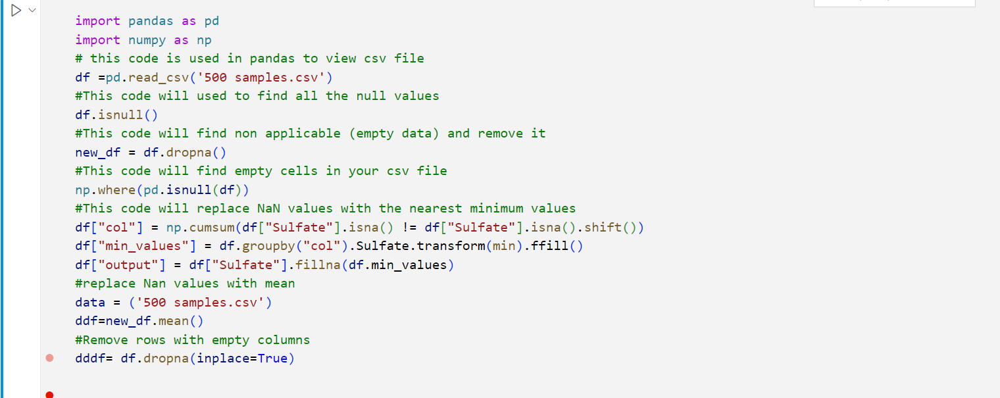 import pandas as pd
import numpy as np
# this code is used in pandas to view csv file
df =pd.read_csv('500 samples.csv')
#This code will used to find all the null values
df.isnull()
#This code will find non applicable (empty data) and remove it
new_df = df.dropna()
#This code will find empty cells in your csv file
np.where(pd.isnull(df))
#This code will replace NaN values with the nearest minimum values
df["col"] = np.cumsum(df["Sulfate"].isna() != df["Sulfate"].isna().shift())
df["min_values"] = df.groupby("col").Sulfate.transform(min).ffill()
df["output"] = df["Sulfate"].fillna(df.min_values)
#replace Nan values with mean
data = ('500 samples.csv')
ddf=new_df.mean()
#Remove rows with empty columns
dddf= df.dropna(inplace=True)